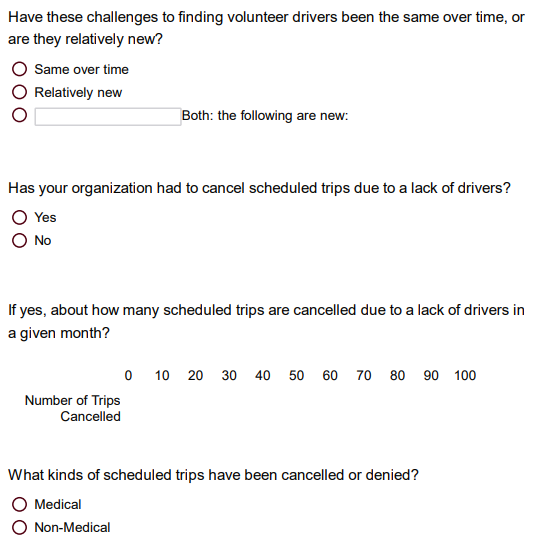 Have these challenges to finding volunteer drivers been the same over time, or
are they relatively new?
Same over time
Relatively new
Both: the following are new:
Has your organization had to cancel scheduled trips due to a lack of drivers?
Yes
No
If yes, about how many scheduled trips are cancelled due to a lack of drivers in
a given month?
0 10 20 30 40 50 60 70 80 90 100
Number of Trips
Cancelled
What kinds of scheduled trips have been cancelled or denied?
Medical
Non-Medical